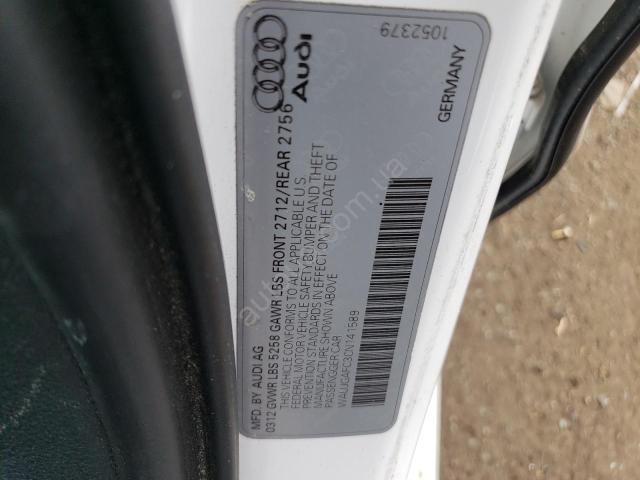 Audi
1052379
GERMANY
MFD. BY AUDI AG
0312 GVWR LBS 5258 GAWR LBS FRONT 2712/REAR 2756
THIS VEHICLE CONFORMS TO ALL APPLICABLE U.S.
FEDERAL MOTOR VEHICLE SAFETY BUMPER AND THEFT
PREVENTION STANDARDS IN EFFECT ON THE DATE OF
MANUFACTURE SHOWN ABOVE
PASSENGER CAR